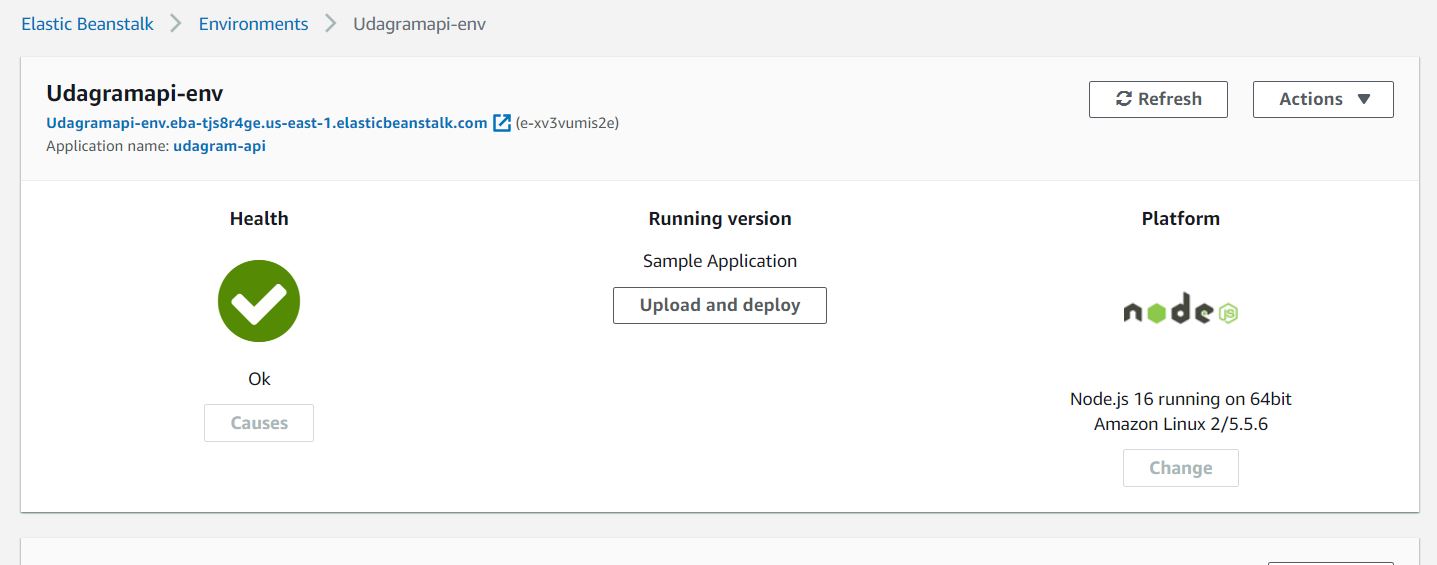 Elastic Beanstalk > Environments > Udagramapi-env
Udagramapi-env
Refresh
Actions
Udagramapi-env.eba-tjs8r4ge.us-east-1.elasticbeanstalk.com (e-xv3vumis2e)
Application name: udagram-api
Health
Running version
Platform
Sample Application
Upload and deploy
node JS
Ok
Node.js 16 running on 64bit
Amazon Linux 2/5.5.6
Causes
Change